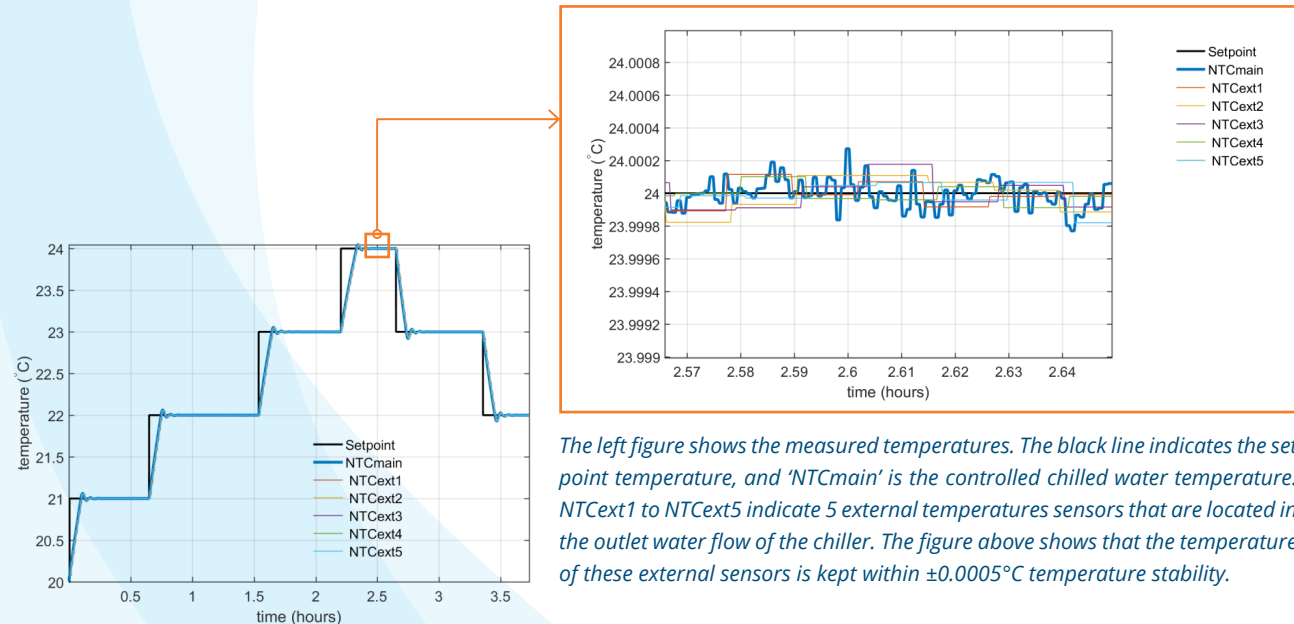 24.0008
24.0006
24.0004
24.0002
24
23.9998
23.9996
23.9994
23.9992
23.999
temperature (°C)
2.57 2.58 2.59 2.6 2.61 2.62 2.63 2.64
time (hours)
Setpoint
NTCmain
NTCext1
NTCext2
NTCext3
NTCext4
NTCext5
24
23.5
23
22.5
22
21.5
21
20.5
20
temperature (°C)
0.5 1 1.5 2 2.5 3 3.5
time (hours)
Setpoint
NTCmain
NTCext1
NTCext2
NTCext3
NTCext4
NTCext5
The left figure shows the measured temperatures. The black line indicates the set
point temperature, and ‘NTCmain’ is the controlled chilled water temperature.
NTCext1 to NTCext5 indicate 5 external temperatures sensors that are located in
the outlet water flow of the chiller. The figure above shows that the temperature
of these external sensors is kept within ±0.0005°C temperature stability.